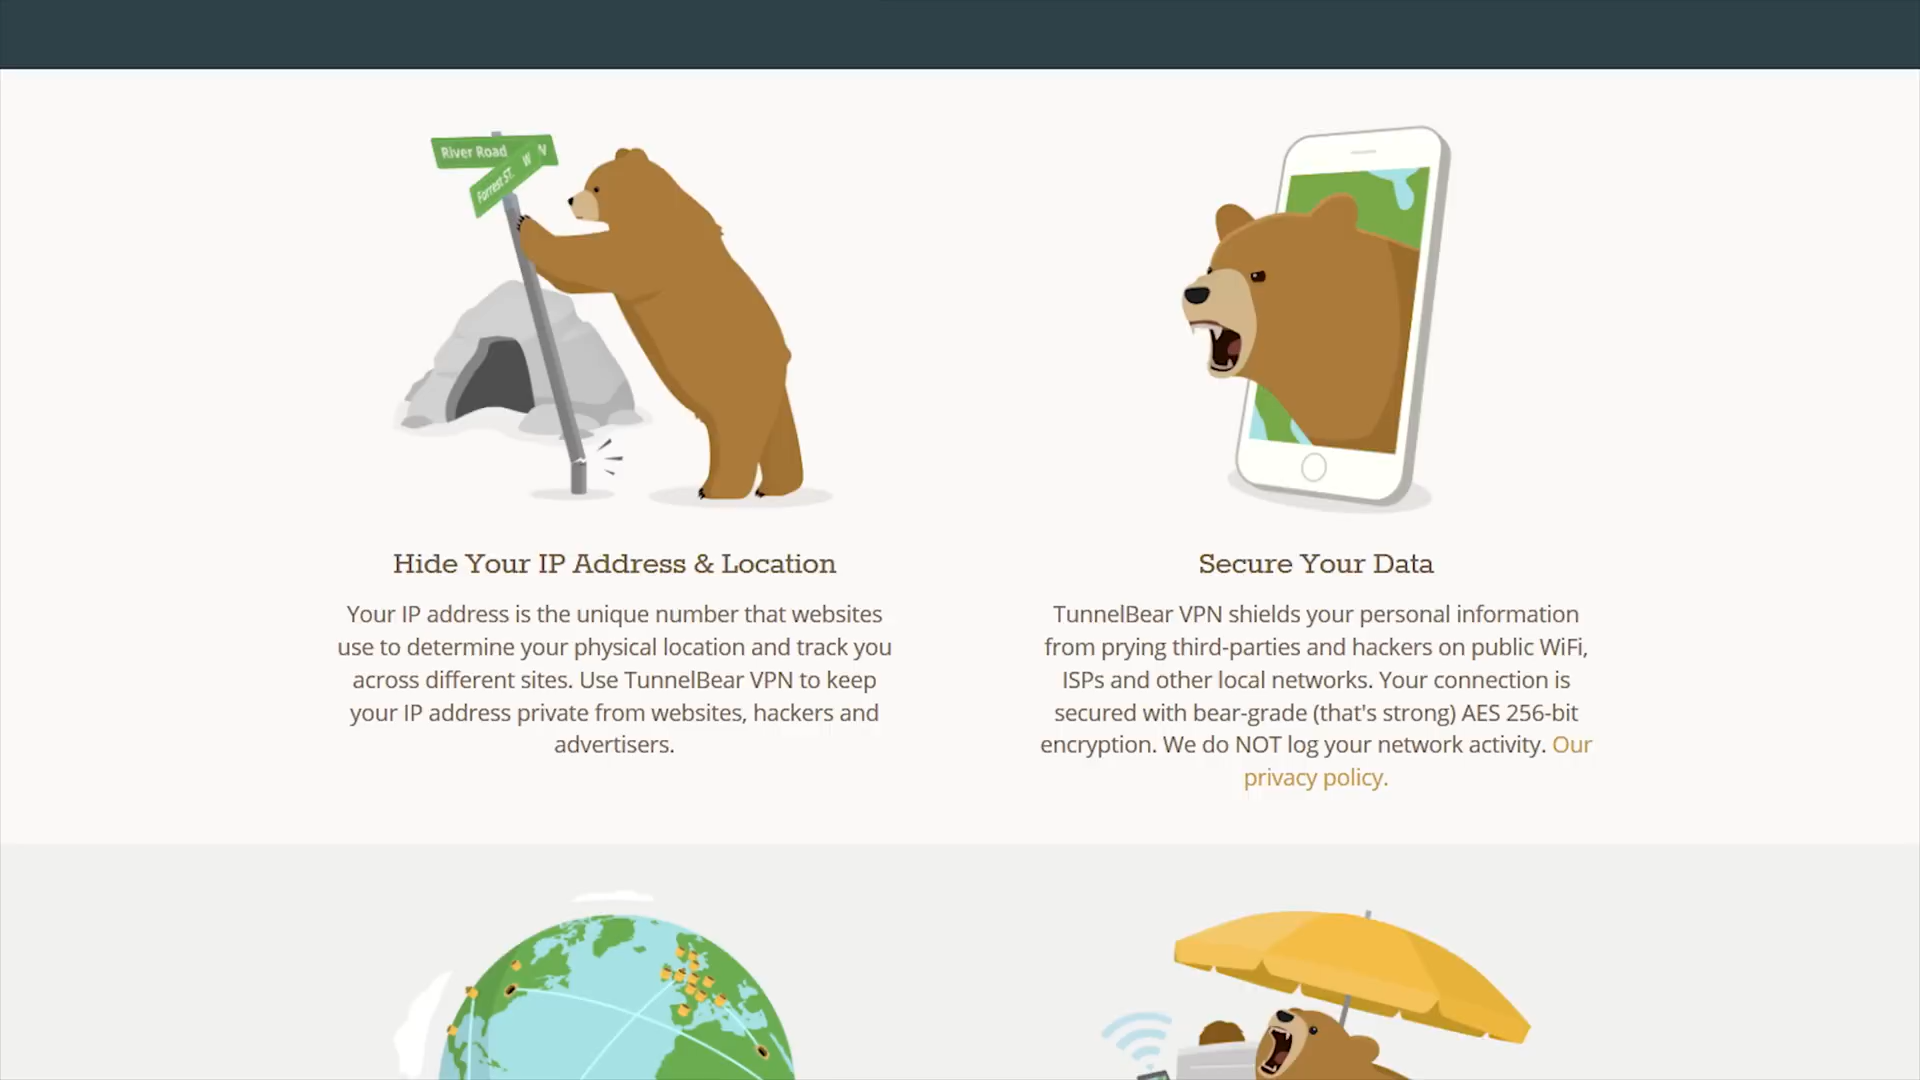 River Road N
Forrest ST. W
Hide Your IP Address & Location
Your IP address is the unique number that websites
use to determine your physical location and track you
across different sites. Use TunnelBear VPN to keep
your IP address private from websites, hackers and
advertisers.
Secure Your Data
TunnelBear VPN shields your personal information
from prying third-parties and hackers on public WiFi,
ISPs and other local networks. Your connection is
secured with bear-grade (that's strong) AES 256-bit
encryption. We do NOT log your network activity. Our
privacy policy.